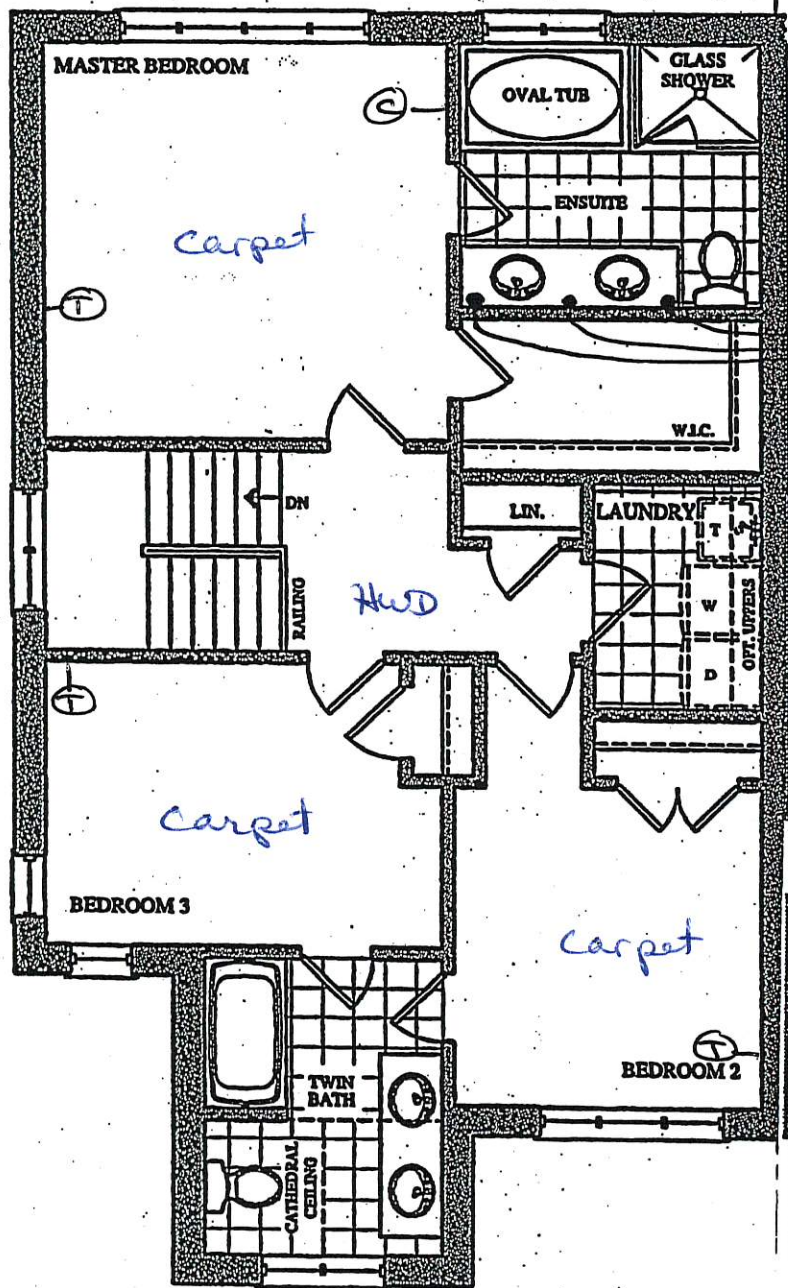 MASTER BEDROOM
C
OVAL TUB
GLASS
SHOWER
ENSUITE
Carpet
T
W.I.C.
DN
RAILING
LIN.
LAUNDRY
T
W
D
OPT. UPPERS
HWD
T
Carpet
BEDROOM 3
Carpet
T
BEDROOM 2
TWIN
BATH
CATHEDRAL
CEILING